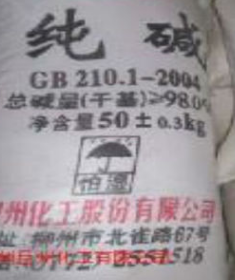 纯 碱
GB 210.1-2004
总碱量(干基)≥98.0%
净含量50±0.3kg
怕湿
州化工股份有限公司
址:柳州市北雀路67号